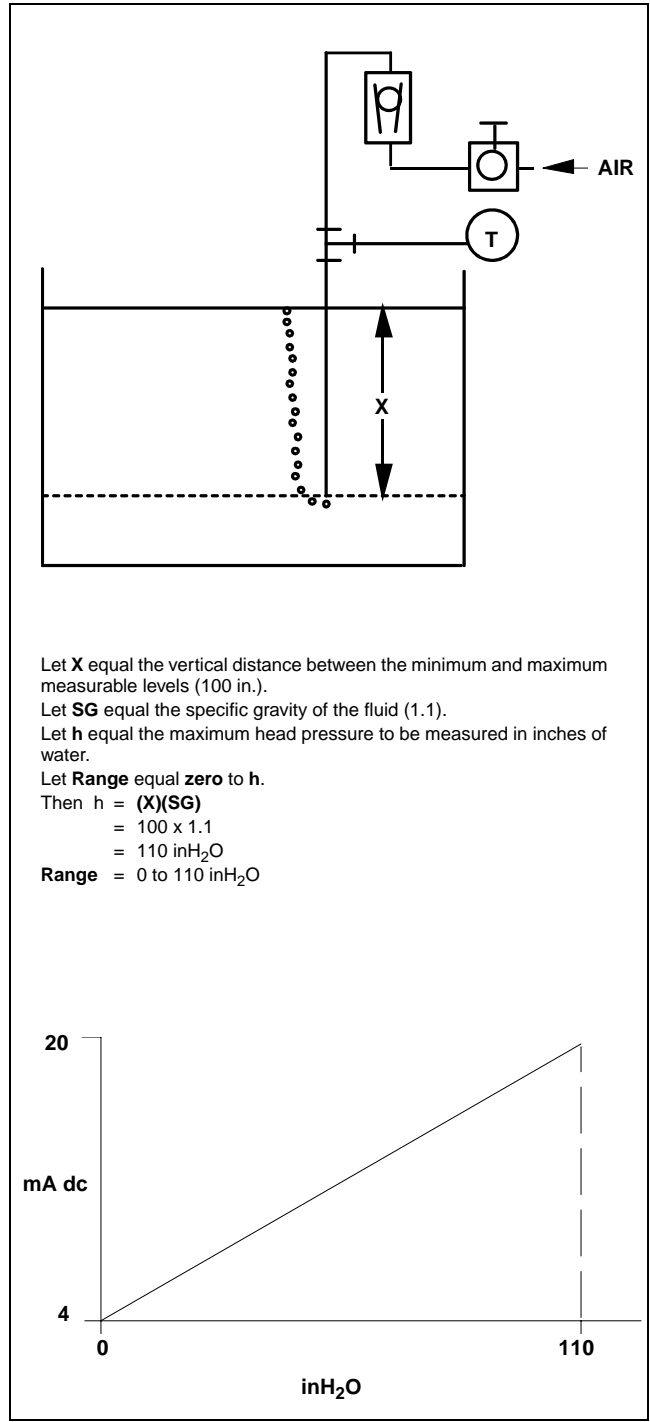 AIR
T
X
Let X equal the vertical distance between the minimum and maximum
measurable levels (100 in.).
Let SG equal the specific gravity of the fluid (1.1).
Let h equal the maximum head pressure to be measured in inches of
water.
Let Range equal zero to h.
Then h = (X)(SG)
= 100 x 1.1
= 110 inH₂O
Range = 0 to 110 inH₂O
20
mA dc
4
0 110
inH₂O